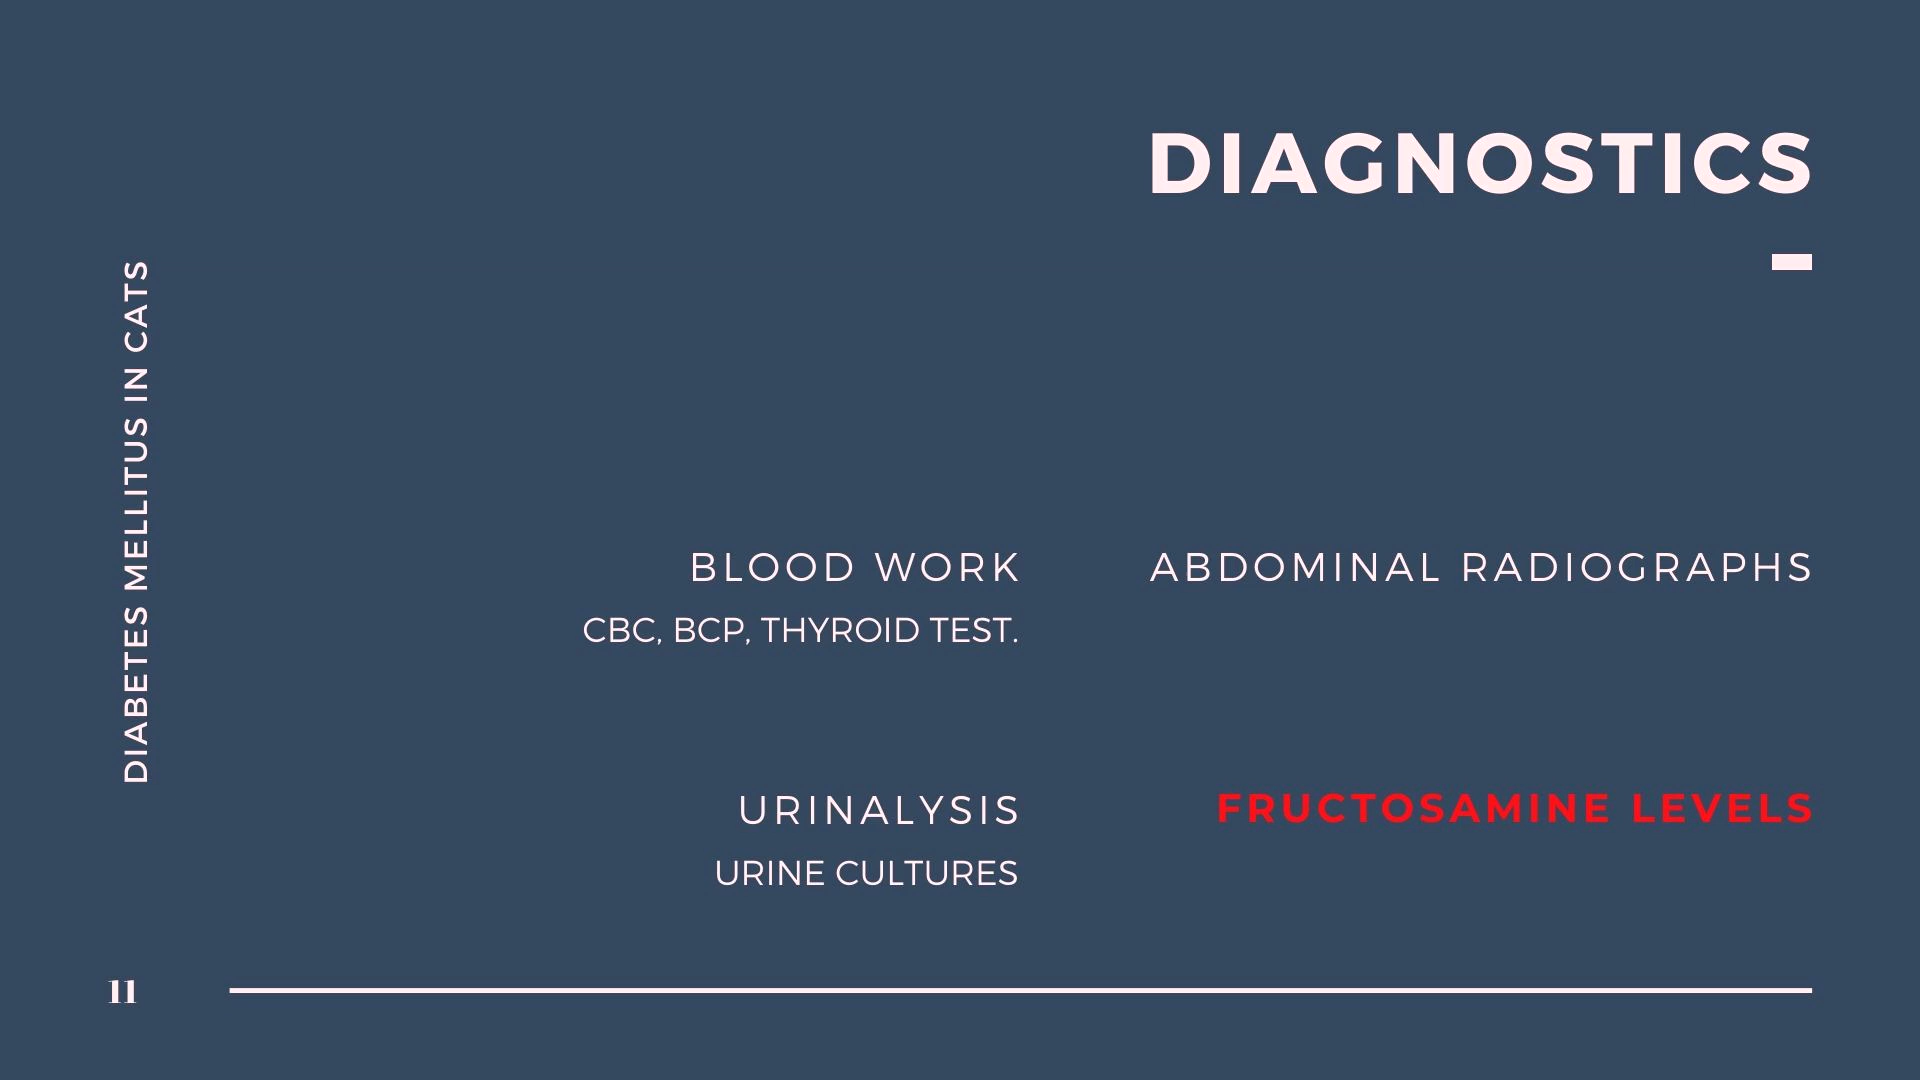 DIAGNOSTICS
DIABETES MELLITUS IN CATS
BLOOD WORK
CBC, BCP, THYROID TEST.
ABDOMINAL RADIOGRAPHS
URINALYSIS
URINE CULTURES
FRUCTOSAMINE LEVELS
11